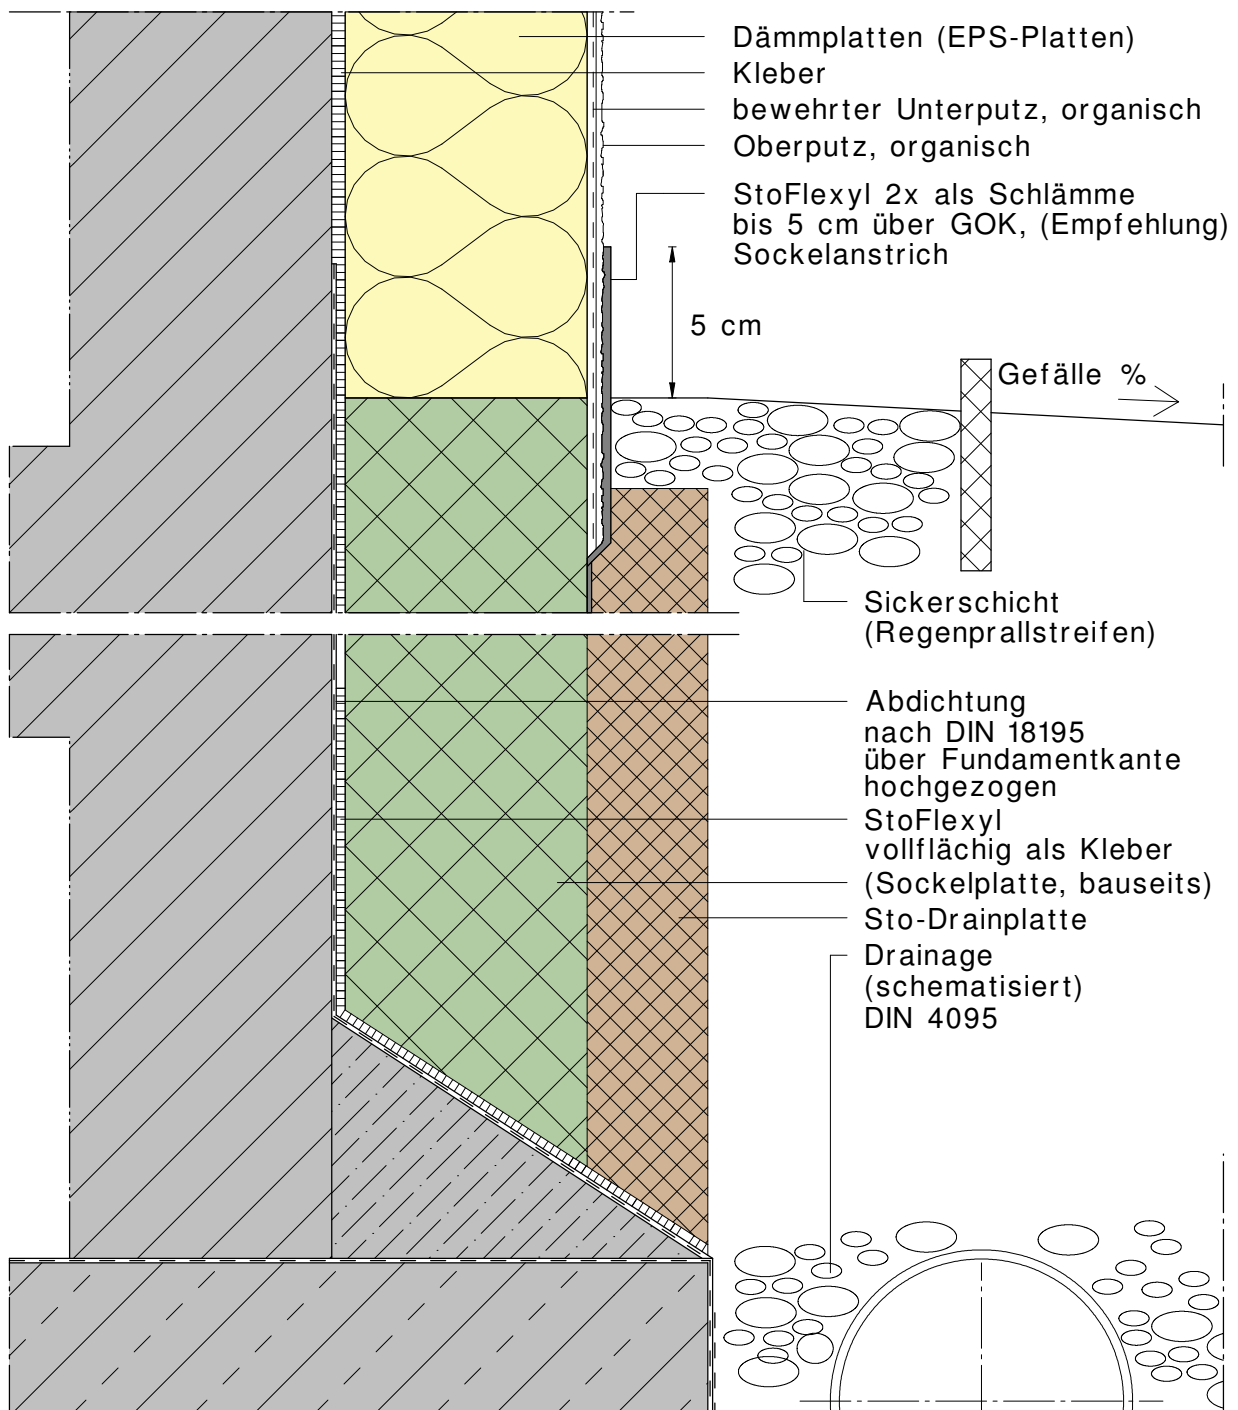 Dämmplatten (EPS-Platten)
Kleber
bewehrter Unterputz, organisch
Oberputz, organisch
StoFlexyl 2x als Schlämme
bis 5 cm über GOK, (Empfehlung)
Sockelanstrich
5 cm
Gefälle %
Sickerschicht
(Regenprallstreifen)
Abdichtung
nach DIN 18195
über Fundamentkante
hochgezogen
StoFlexyl
vollflächig als Kleber
(Sockelplatte, bauseits)
Sto-Drainplatte
Drainage
(schematisiert)
DIN 4095